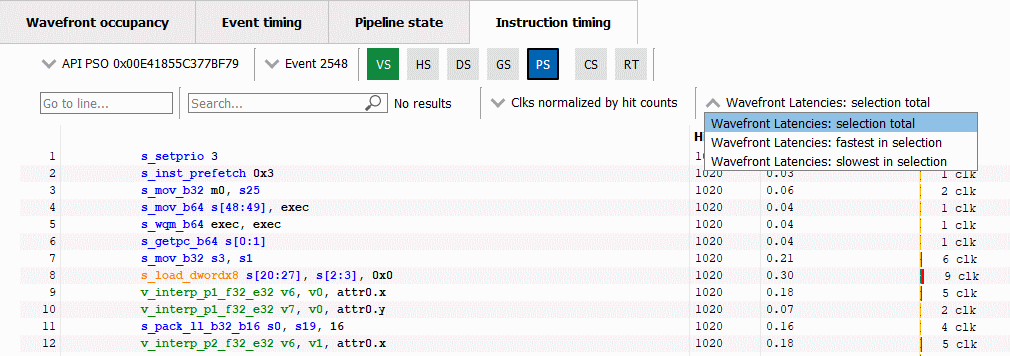 Wavefront occupancy Event timing Pipeline state Instruction timing
API PSO 0x00E41855C377BF79 Event 2548 VS HS DS GS PS CS RT
Go to line... Search... No results Clks normalized by hit counts Wavefront Latencies: selection total
Wavefront Latencies: selection total
Wavefront Latencies: fastest in selection
Wavefront Latencies: slowest in selection
1 s_setprio 3
2 s_inst_prefetch 0x3 1020 0.03 1 clk
3 s_mov_b32 m0, s25 1020 0.06 2 clk
4 s_mov_b64 s[48:49], exec 1020 0.04 1 clk
5 s_wqm_b64 exec, exec 1020 0.04 1 clk
6 s_getpc_b64 s[0:1] 1020 0.04 1 clk
7 s_mov_b32 s3, s1 1020 0.21 6 clk
8 s_load_dwordx8 s[20:27], s[2:3], 0x0 1020 0.30 9 clk
9 v_interp_p1_f32_e32 v6, v0, attr0.x 1020 0.18 5 clk
10 v_interp_p1_f32_e32 v7, v0, attr0.y 1020 0.07 2 clk
11 s_pack_ll_b32_b16 s0, s19, 16 1020 0.16 4 clk
12 v_interp_p2_f32_e32 v6, v1, attr0.x 1020 0.18 5 clk